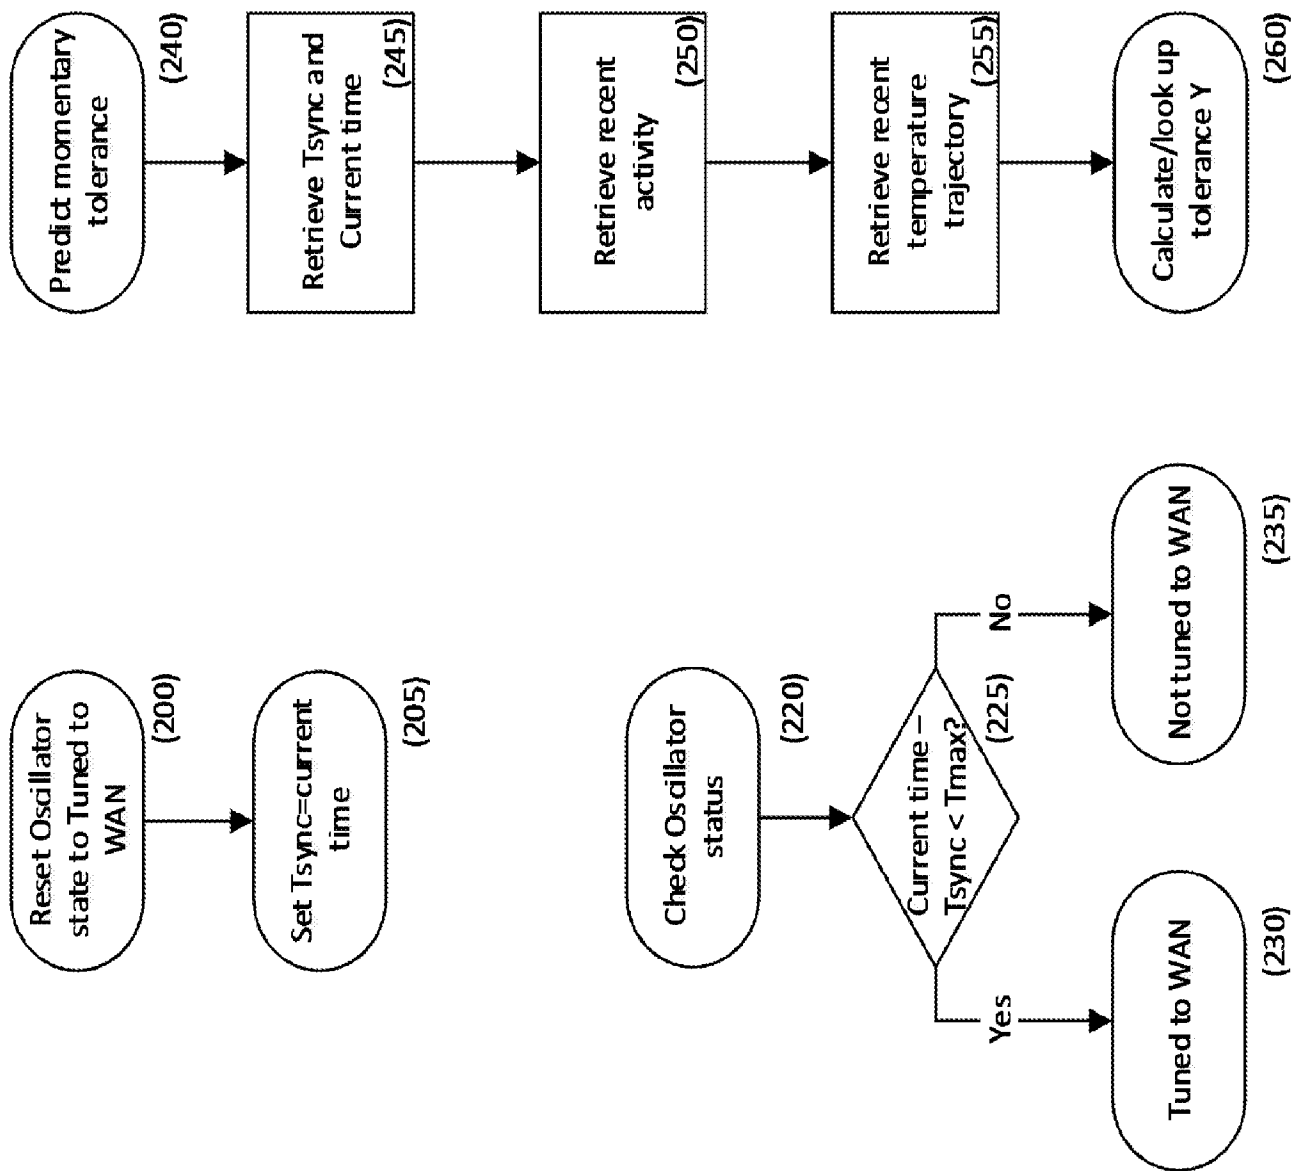 Reset Oscillator
state to Tuned to
WAN
(200)
Set Tsync=current
time
(205)
Check Oscillator
status
(220)
Current time –
Tsync < Tmax?
(225)
Yes
No
Tuned to WAN
(230)
Not tuned to WAN
(235)
Predict momentary
tolerance
(240)
Retrieve Tsync and
Current time
(245)
Retrieve recent
activity
(250)
Retrieve recent
temperature
trajectory
(255)
Calculate/look up
tolerance Y
(260)